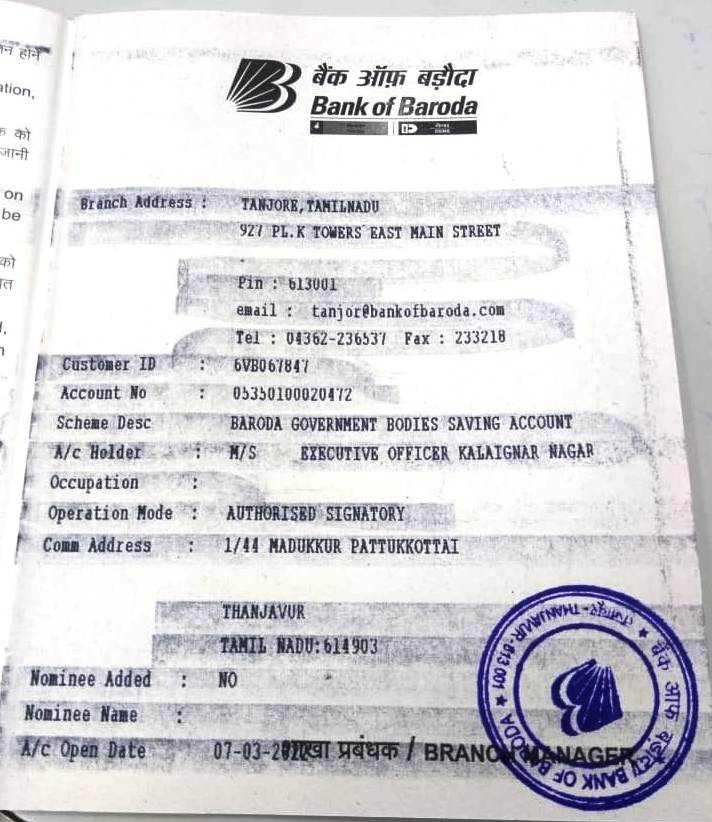 न होने
ation,
क को
जानी
on
be
को
d,
बैंक ऑफ़ बड़ौदा
Bank of Baroda
Branch Address : TANJORE,TAMILNADU
927 PL.K TOWERS EAST MAIN STREET
.
Pin : 613001
email : tanjor@bankofbaroda.com
Tel : 04362-236537 Fax : 233218
Customer ID : 6VB067847
Account No : 05350100020472
Scheme Desc BARODA GOVERNMENT BODIES SAVING ACCOUNT
A/c Holder : M/S EXECUTIVE OFFICER KALAIGNAR NAGAR
Occupation :
Operation Mode : AUTHORISED SIGNATORY
Comm Address : 1/44 MADUKKUR PATTUKKOTTAI
THANJAVUR
TAMIL NADU:614903
Nominee Added : NO
Nominee Name :
A/c Open Date 07-03-
शाखा प्रबंधक / BRANCH MANAGER
THANJAVUR-613 001 ★ BANK OF BARODA ★ बैंक आफ बड़ौदा